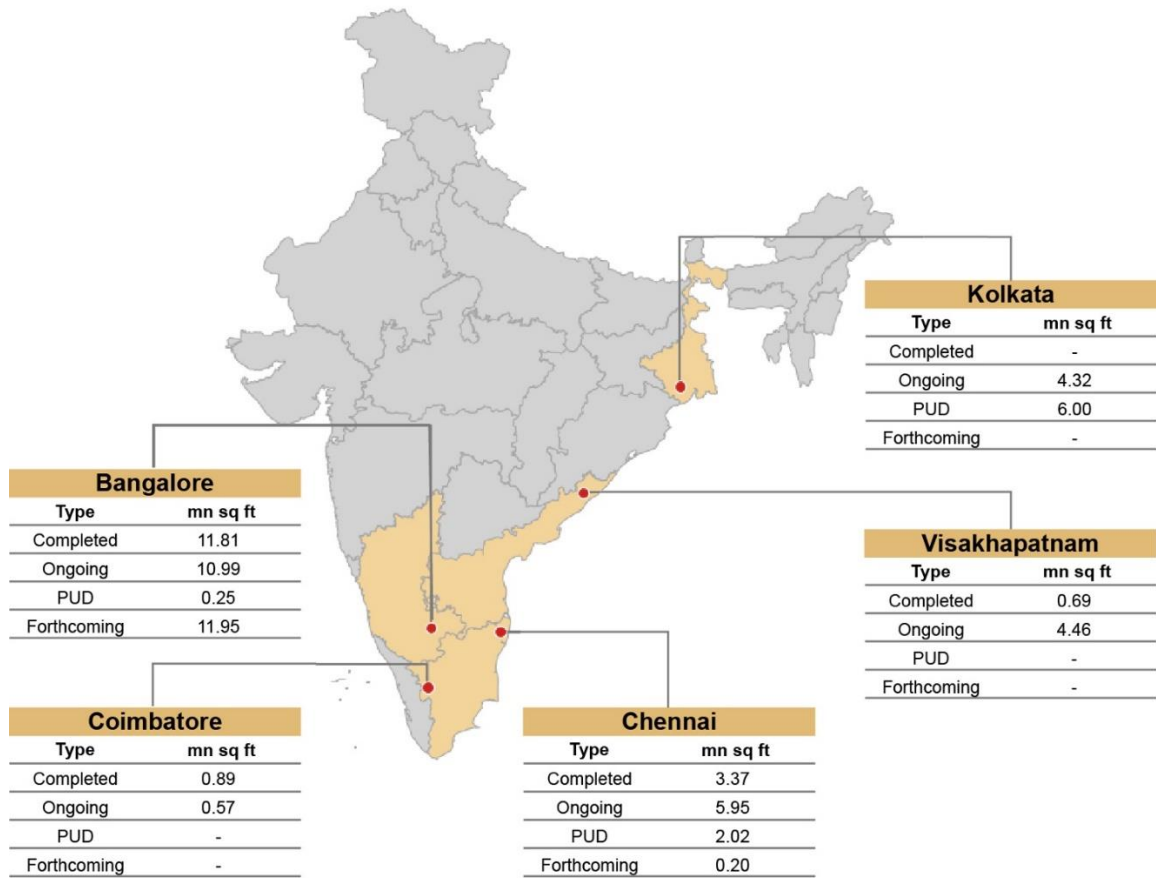 Kolkata
Type mn sq ft
Completed -
Ongoing 4.32
PUD 6.00
Forthcoming -
Bangalore
Type mn sq ft
Completed 11.81
Ongoing 10.99
PUD 0.25
Forthcoming 11.95
Visakhapatnam
Type mn sq ft
Completed 0.69
Ongoing 4.46
PUD -
Forthcoming -
Coimbatore
Type mn sq ft
Completed 0.89
Ongoing 0.57
PUD -
Forthcoming -
Chennai
Type mn sq ft
Completed 3.37
Ongoing 5.95
PUD 2.02
Forthcoming 0.20